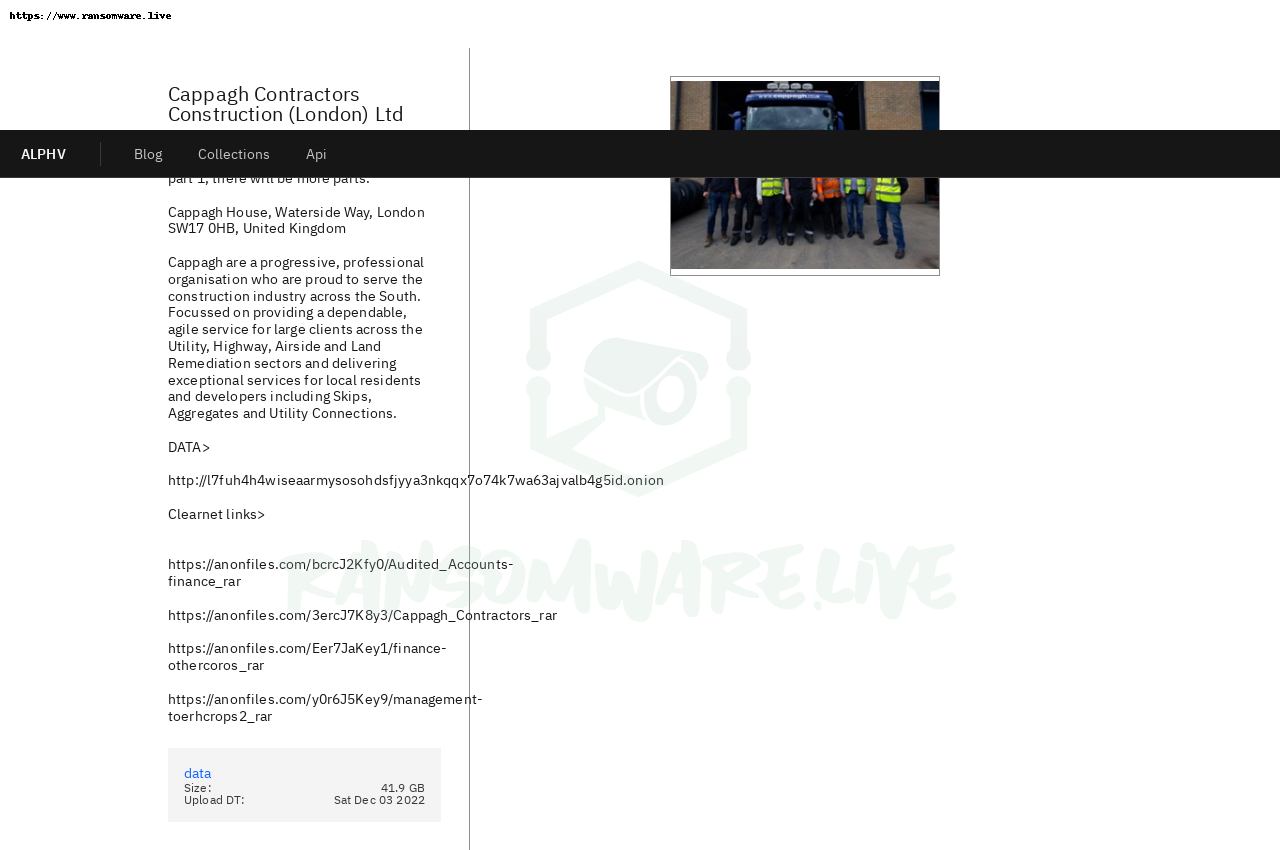 https://www.ransomware.live
Cappagh Contractors
Construction (London) Ltd
www.cappagh.co.uk
ALPHV
Blog
Collections
Api
part 1, there will be more parts.
Cappagh House, Waterside Way, London
SW17 0HB, United Kingdom
Cappagh are a progressive, professional
organisation who are proud to serve the
construction industry across the South.
Focussed on providing a dependable,
agile service for large clients across the
Utility, Highway, Airside and Land
Remediation sectors and delivering
exceptional services for local residents
and developers including Skips,
Aggregates and Utility Connections.
DATA>
http://l7fuh4h4wiseaarmysosohdsfjyya3nkqqx7o74k7wa63ajvalb4g5id.onion
Clearnet links>
https://anonfiles.com/bcrcJ2Kfy0/Audited_Accounts-
finance_rar
https://anonfiles.com/3ercJ7K8y3/Cappagh_Contractors_rar
https://anonfiles.com/Eer7JaKey1/finance-
othercoros_rar
https://anonfiles.com/y0r6J5Key9/management-
toerhcrops2_rar
RANSOMWARE.LIVE
data
Size: 41.9 GB
Upload DT: Sat Dec 03 2022